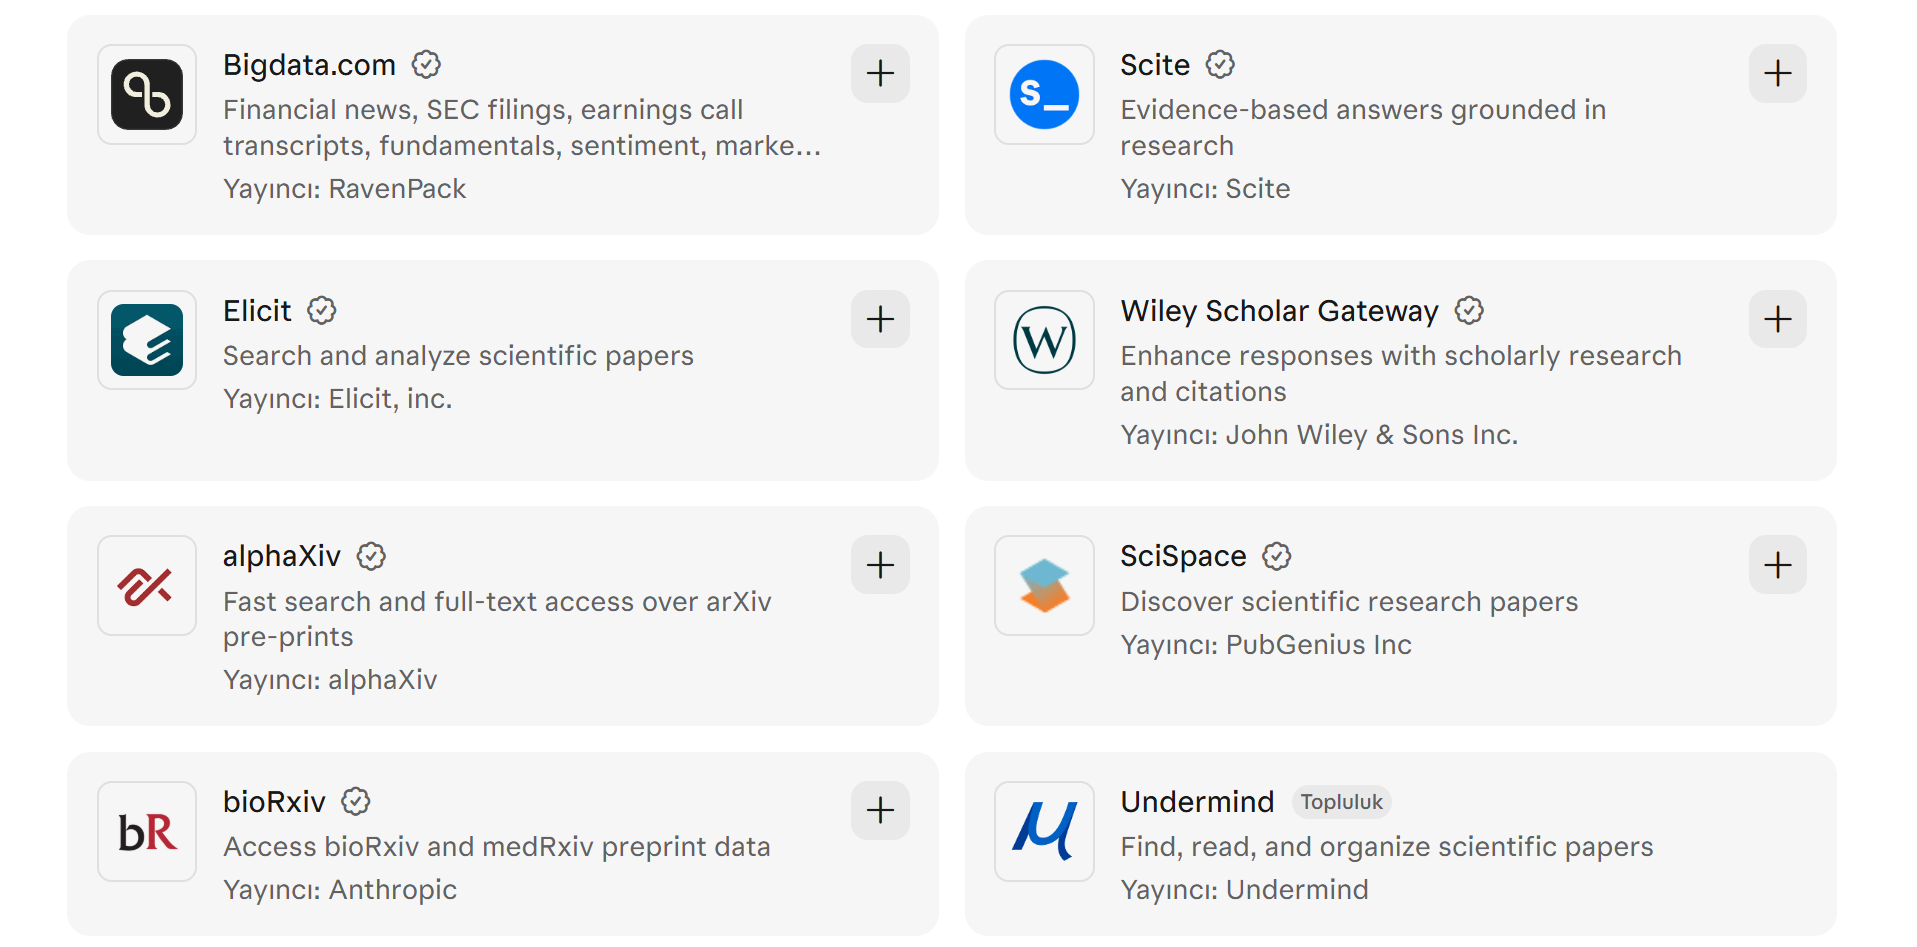 Bigdata.com
Financial news, SEC filings, earnings call
transcripts, fundamentals, sentiment, marke...
Yayıncı: RavenPack
S_
Scite
Evidence-based answers grounded in
research
Yayıncı: Scite
Elicit
Search and analyze scientific papers
Yayıncı: Elicit, inc.
W
Wiley Scholar Gateway
Enhance responses with scholarly research
and citations
Yayıncı: John Wiley & Sons Inc.
alphaXiv
Fast search and full-text access over arXiv
pre-prints
Yayıncı: alphaXiv
SciSpace
Discover scientific research papers
Yayıncı: PubGenius Inc
bR
bioRxiv
Access bioRxiv and medRxiv preprint data
Yayıncı: Anthropic
Undermind Topluluk
Find, read, and organize scientific papers
Yayıncı: Undermind